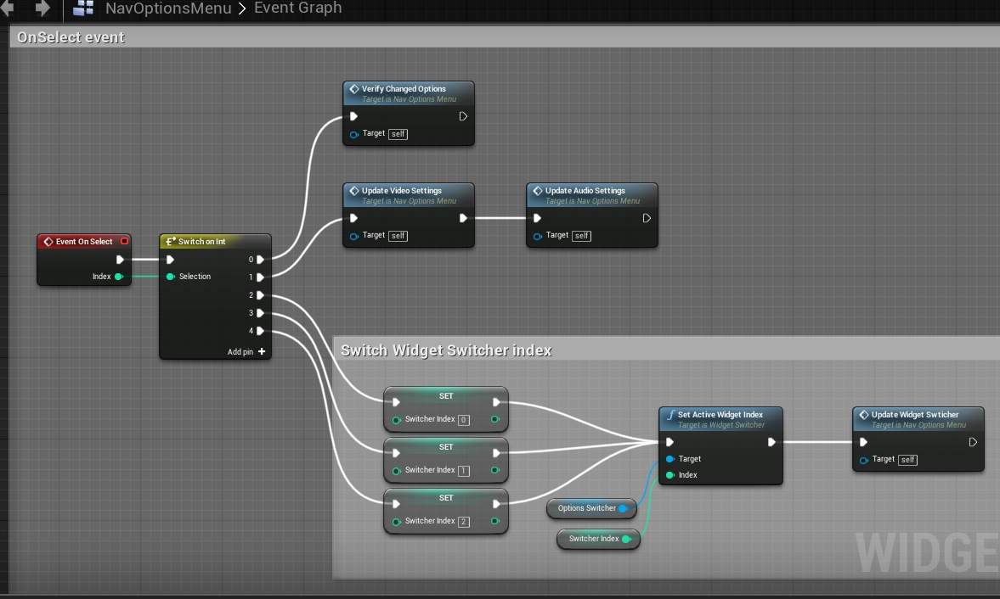 NavOptionsMenu > Event Graph
OnSelect event
Verify Changed Options
Target is Nav Options Menu
Target self
Update Video Settings
Target is Nav Options Menu
Target self
Update Audio Settings
Target is Nav Options Menu
Target self
Event On Select
Index
Switch on Int
Selection
0
1
2
3
4
Add pin +
Switch Widget Switcher index
SET
Switcher Index 0
SET
Switcher Index 1
SET
Switcher Index 2
Options Switcher
Switcher Index
f Set Active Widget Index
Target is Widget Switcher
Target
Index
Update Widget Swticher
Target is Nav Options Menu
Target self
WIDGE